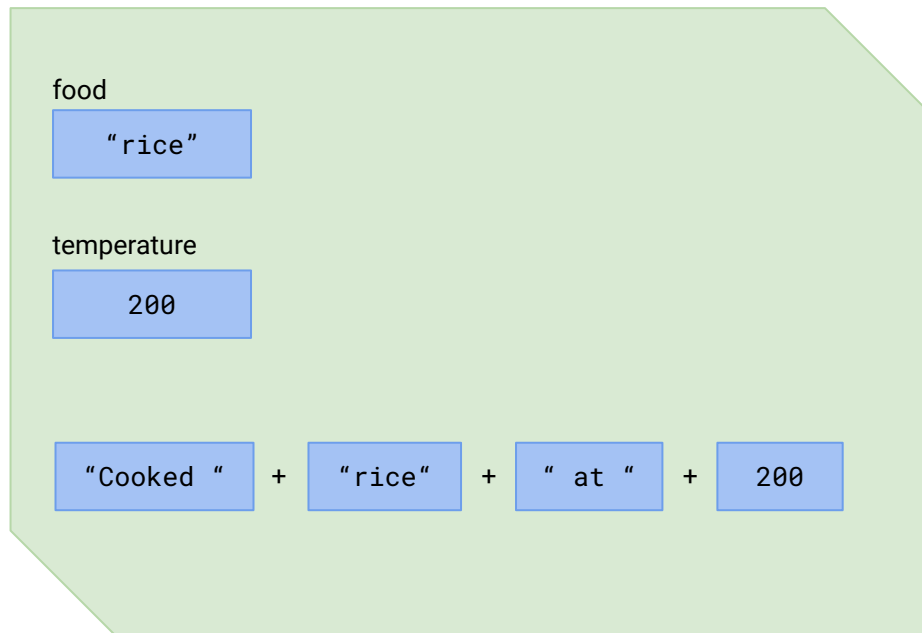 food
“rice”
temperature
200
“Cooked “ + “rice“ + “ at “ + 200